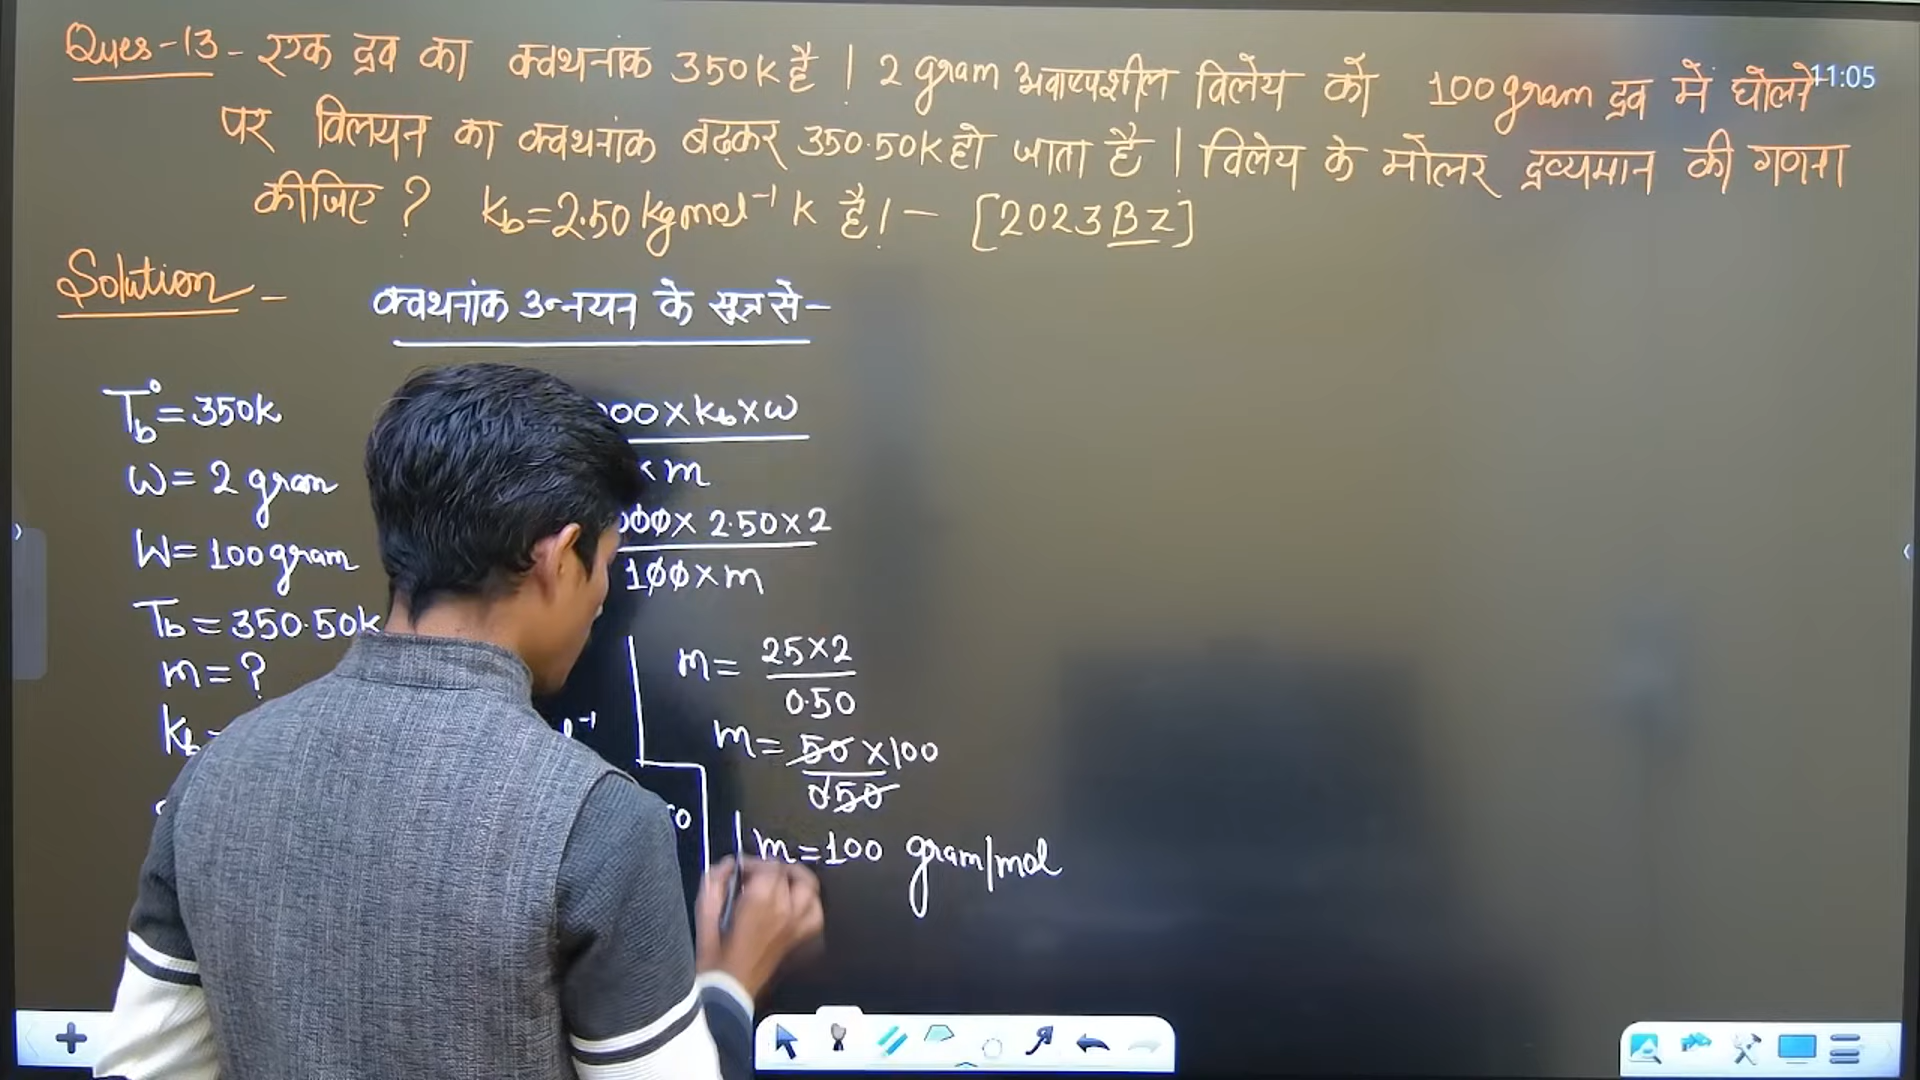 Ques-13- एक द्रव का क्वथनांक 350K है। 2 gram अवाष्पशील विलेय को 100 gram द्रव में घोलने
11:05
पर विलयन का क्वथनांक बढ़कर 350.50K हो जाता है। विलेय के मोलर द्रव्यमान की गणना
कीजिए? Kb=2.50 kg mol⁻¹ K है।- [2023 BZ]
Solution -
क्वथनांक उन्नयन के सूत्र से-
T°b = 350K
w = 2 gram
W = 100 gram
Tb = 350.50K
m = ?
Kb =
00×Kb×w
m
000× 2.50×2
100×m
m = 25×2
0.50
m = 50 ×100
50
m = 100 gram/mol